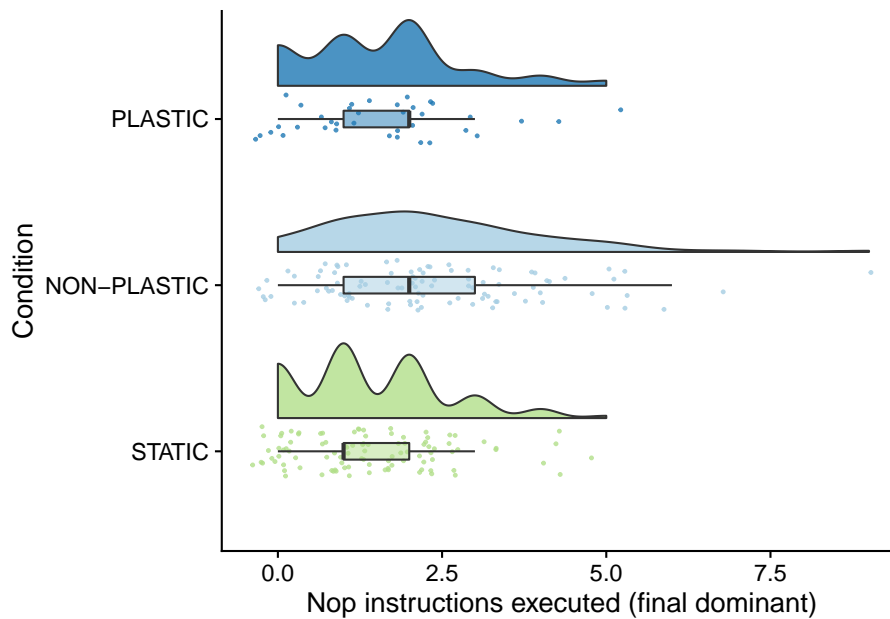 PLASTIC
NON−PLASTIC
STATIC
Condition
0.0 2.5 5.0 7.5
Nop instructions executed (final dominant)